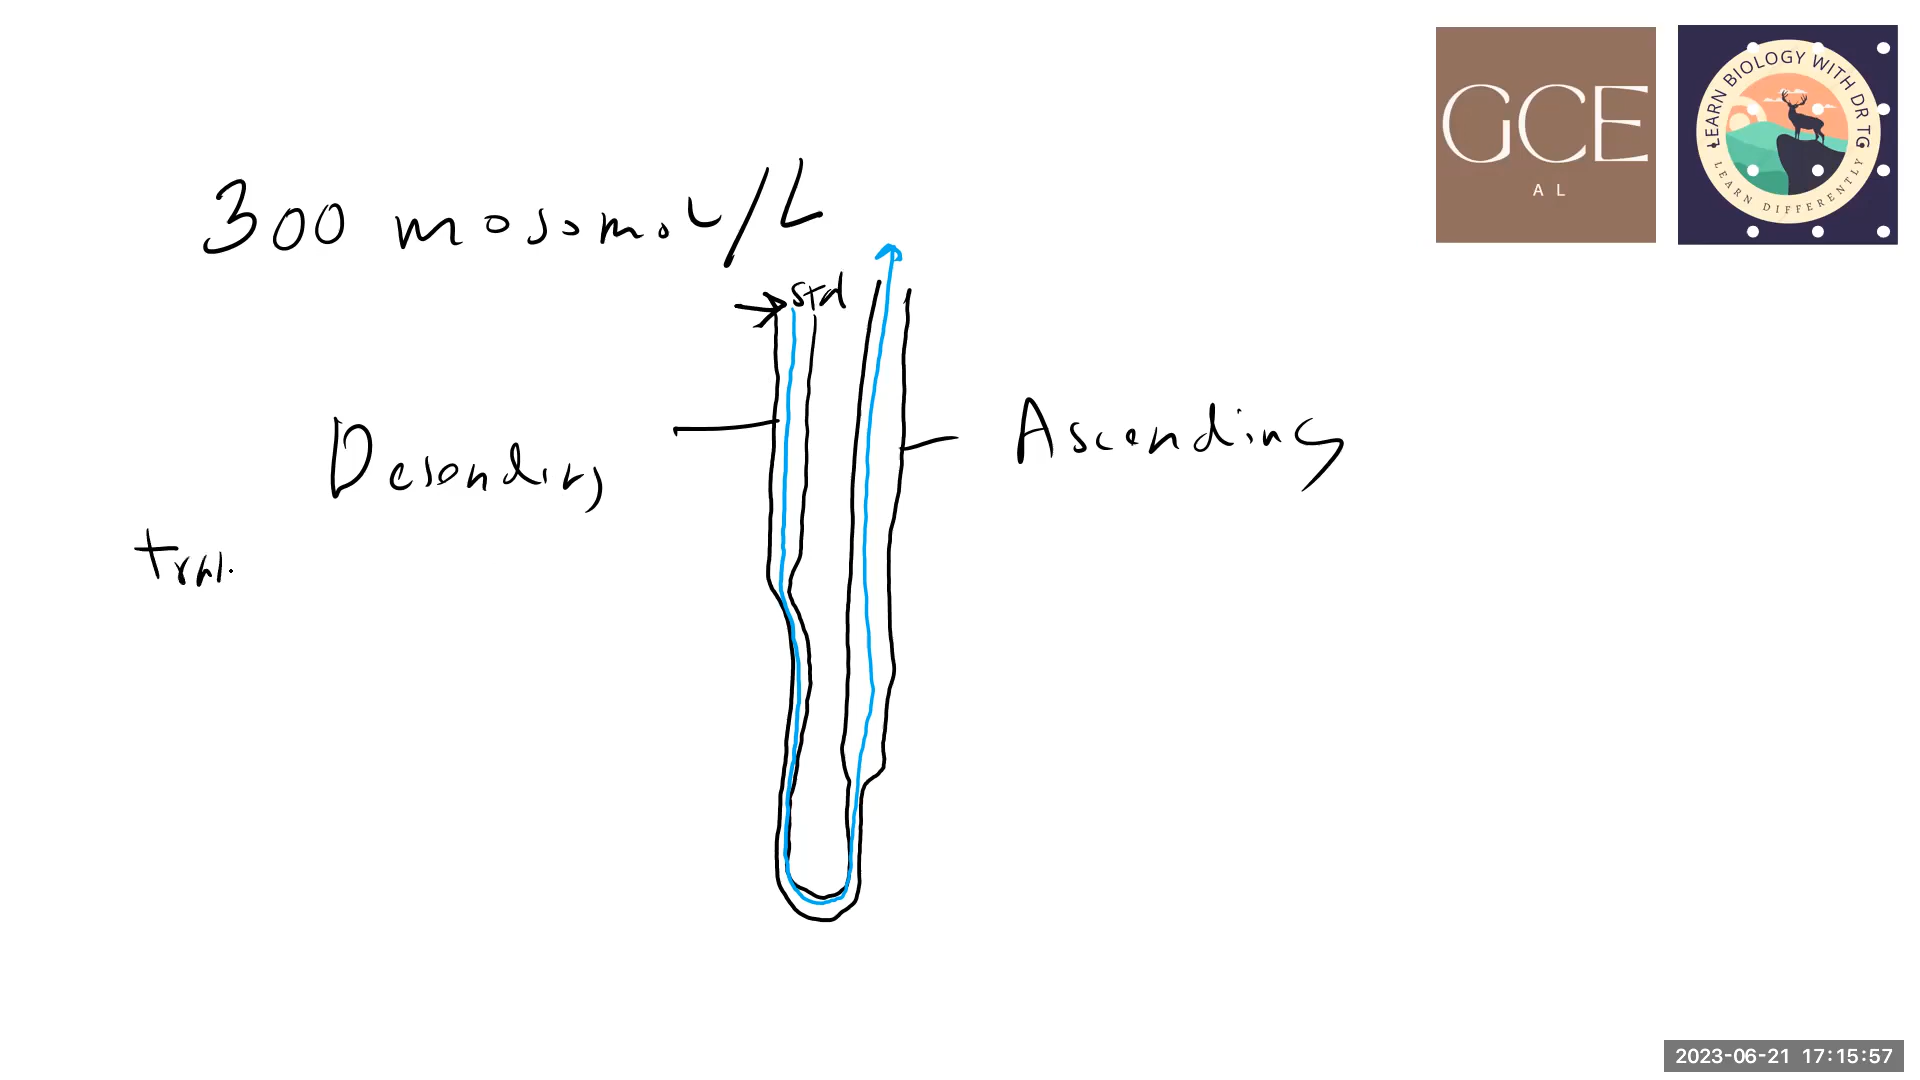 300 mosmol/L
std
Descending
Ascending
GCE
AL
LEARN BIOLOGY WITH DR TG
LEARN DIFFERENTLY
2023-06-21 17:15:57